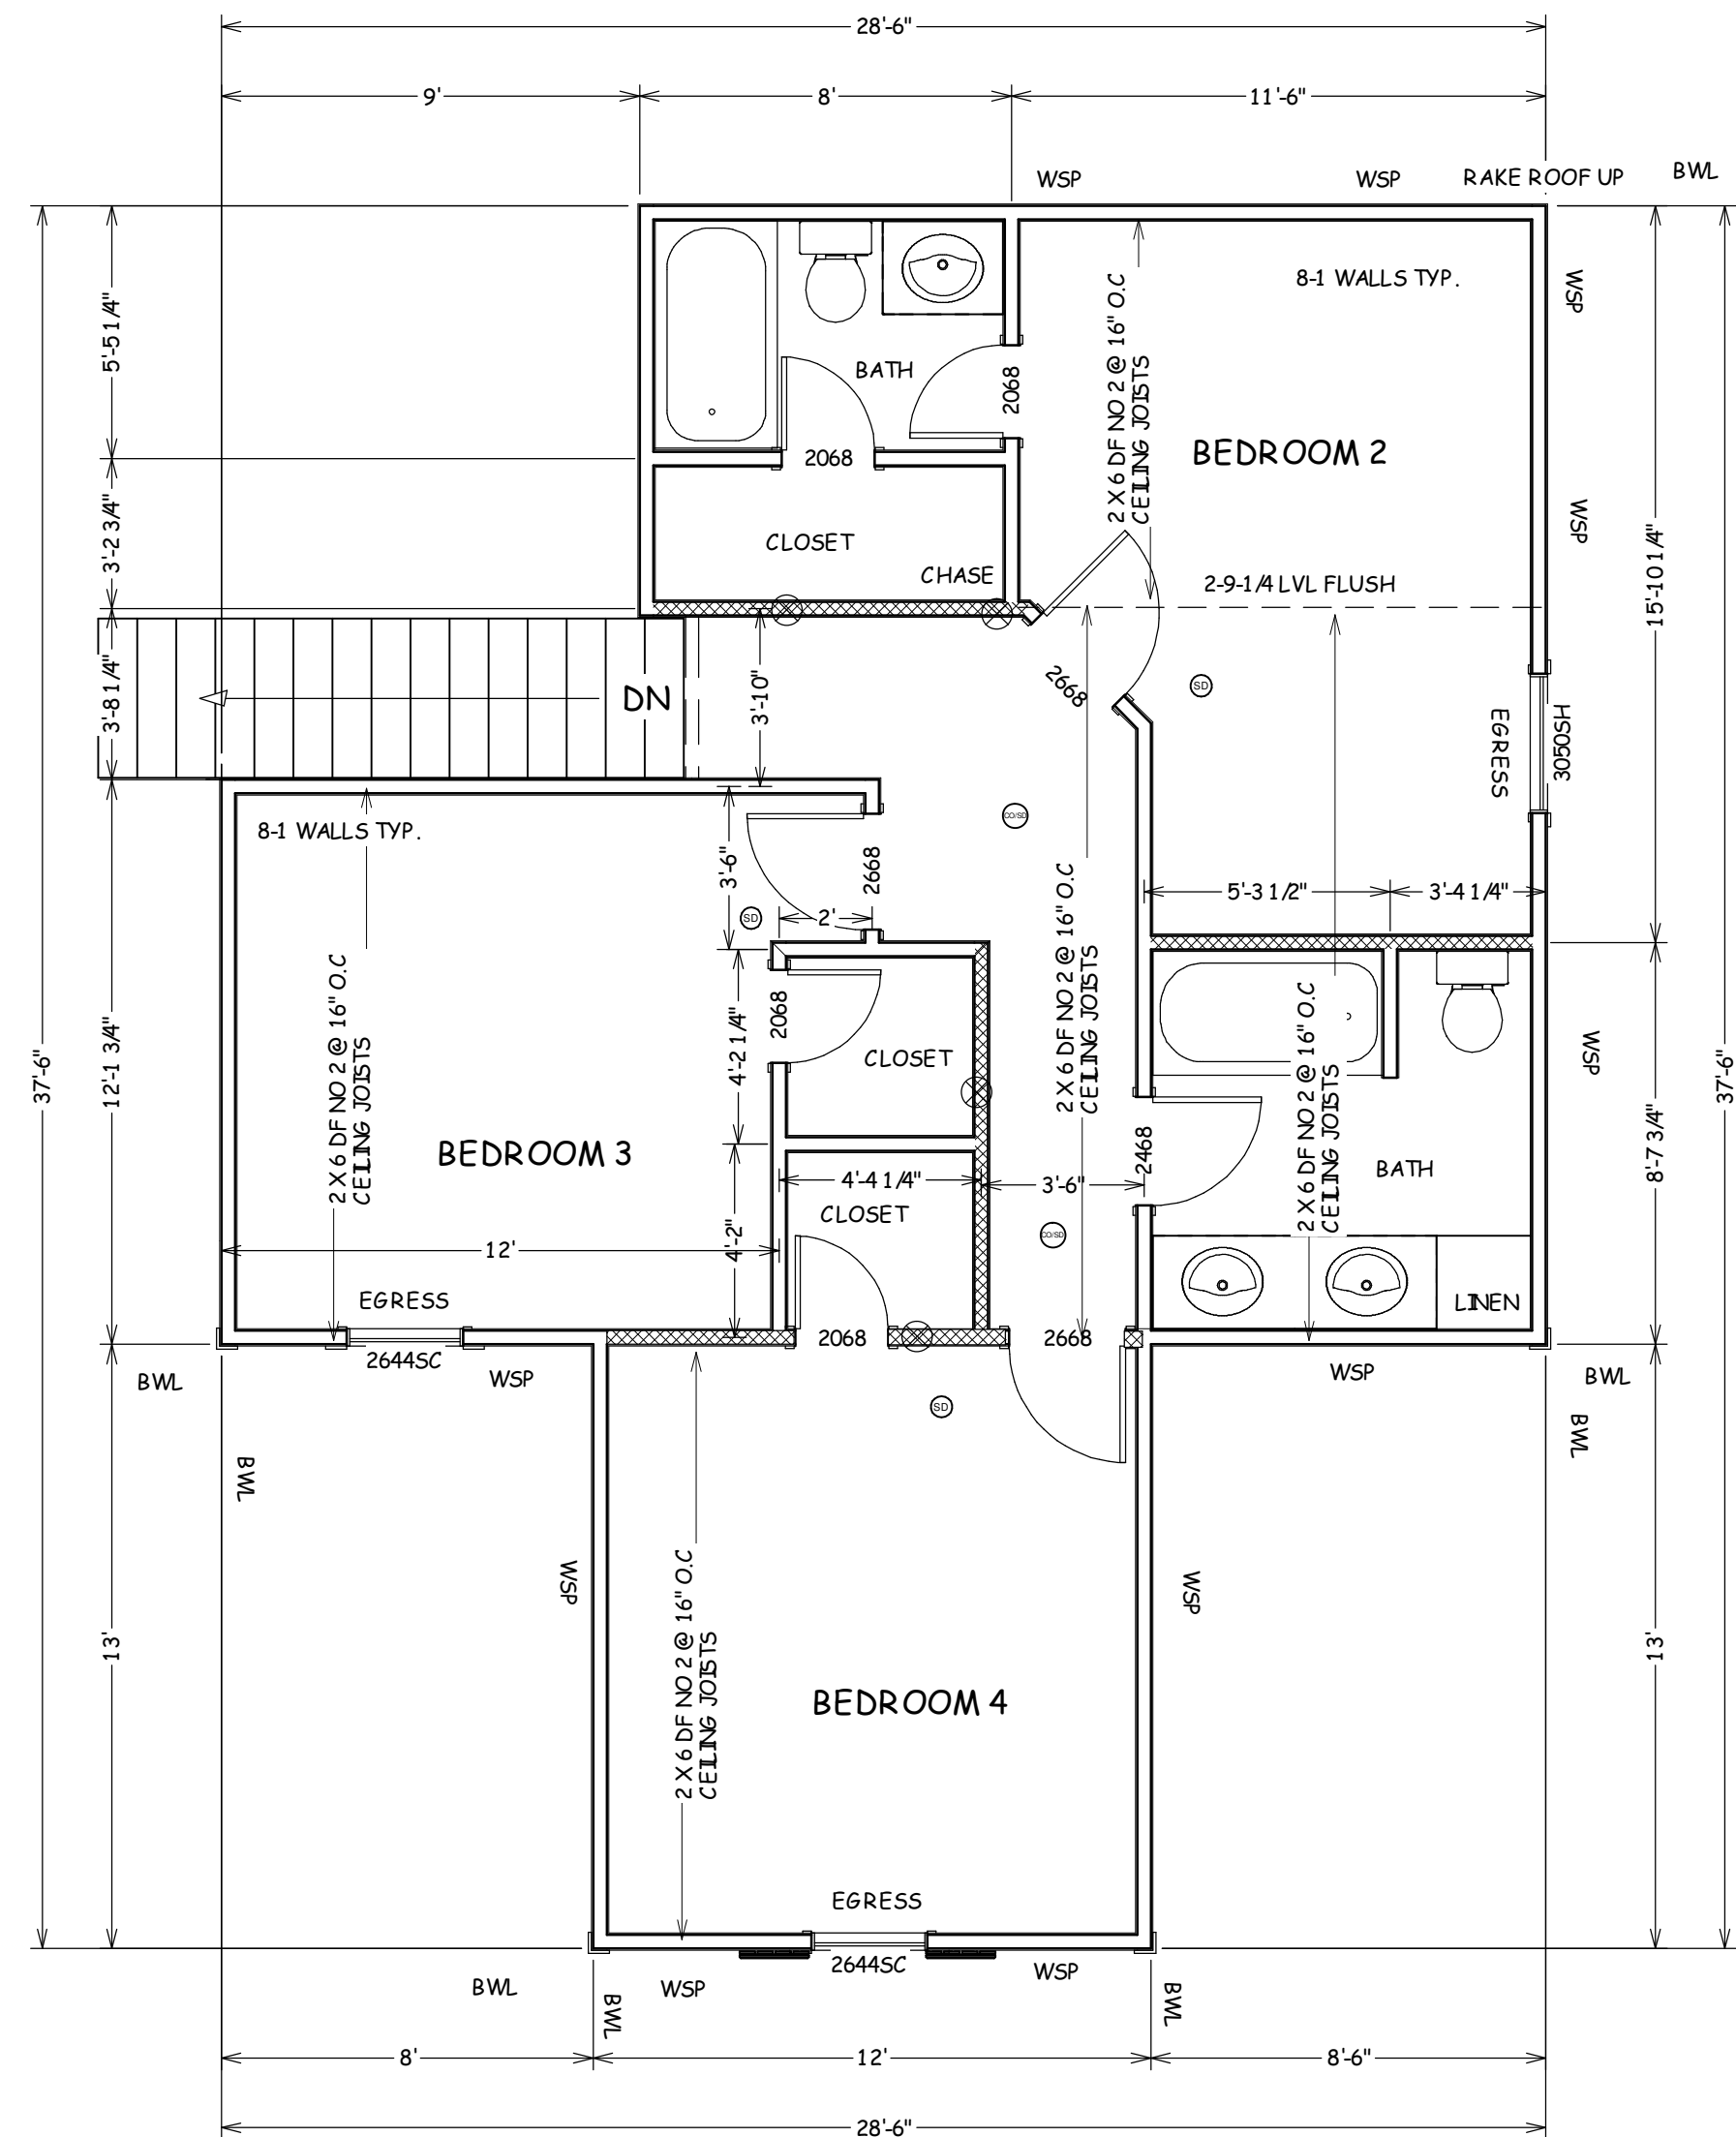 28'-6"
9'
8'
11'-6"
WSP
WSP
RAKE ROOF UP
BWL
8-1 WALLS TYP.
WSP
5'-5 1/4"
BATH
2068
2 X 6 DF NO 2 @ 16" O.C
CEILING JOISTS
BEDROOM 2
2068
WSP
3'-2 3/4"
CLOSET
CHASE
2-9-1/4 LVL FLUSH
15'-10 1/4"
3'-8 1/4"
DN
3'-10"
2668
SD
EGRESS
3050SH
8-1 WALLS TYP.
CO/SD
3'-6"
2668
5'-3 1/2"
3'-4 1/4"
SD
2'
2 X 6 DF NO 2 @ 16" O.C
CEILING JOISTS
2068
2 X 6 DF NO 2 @ 16" O.C
CEILING JOISTS
2 X 6 DF NO 2 @ 16" O.C
CEILING JOISTS
WSP
37'-6"
12'-1 3/4"
4'-2 1/4"
CLOSET
37'-6"
BEDROOM 3
2468
BATH
8'-7 3/4"
4'-4 1/4"
3'-6"
CLOSET
4'-2"
CO/SD
12'
EGRESS
LINEN
2068
2668
2644SC
WSP
WSP
BWL
BWL
SD
BWL
BWL
WSP
WSP
13'
2 X 6 DF NO 2 @ 16" O.C
CEILING JOISTS
13'
BEDROOM 4
EGRESS
2644SC
WSP
WSP
BWL
BWL
BWL
8'
12'
8'-6"
28'-6"